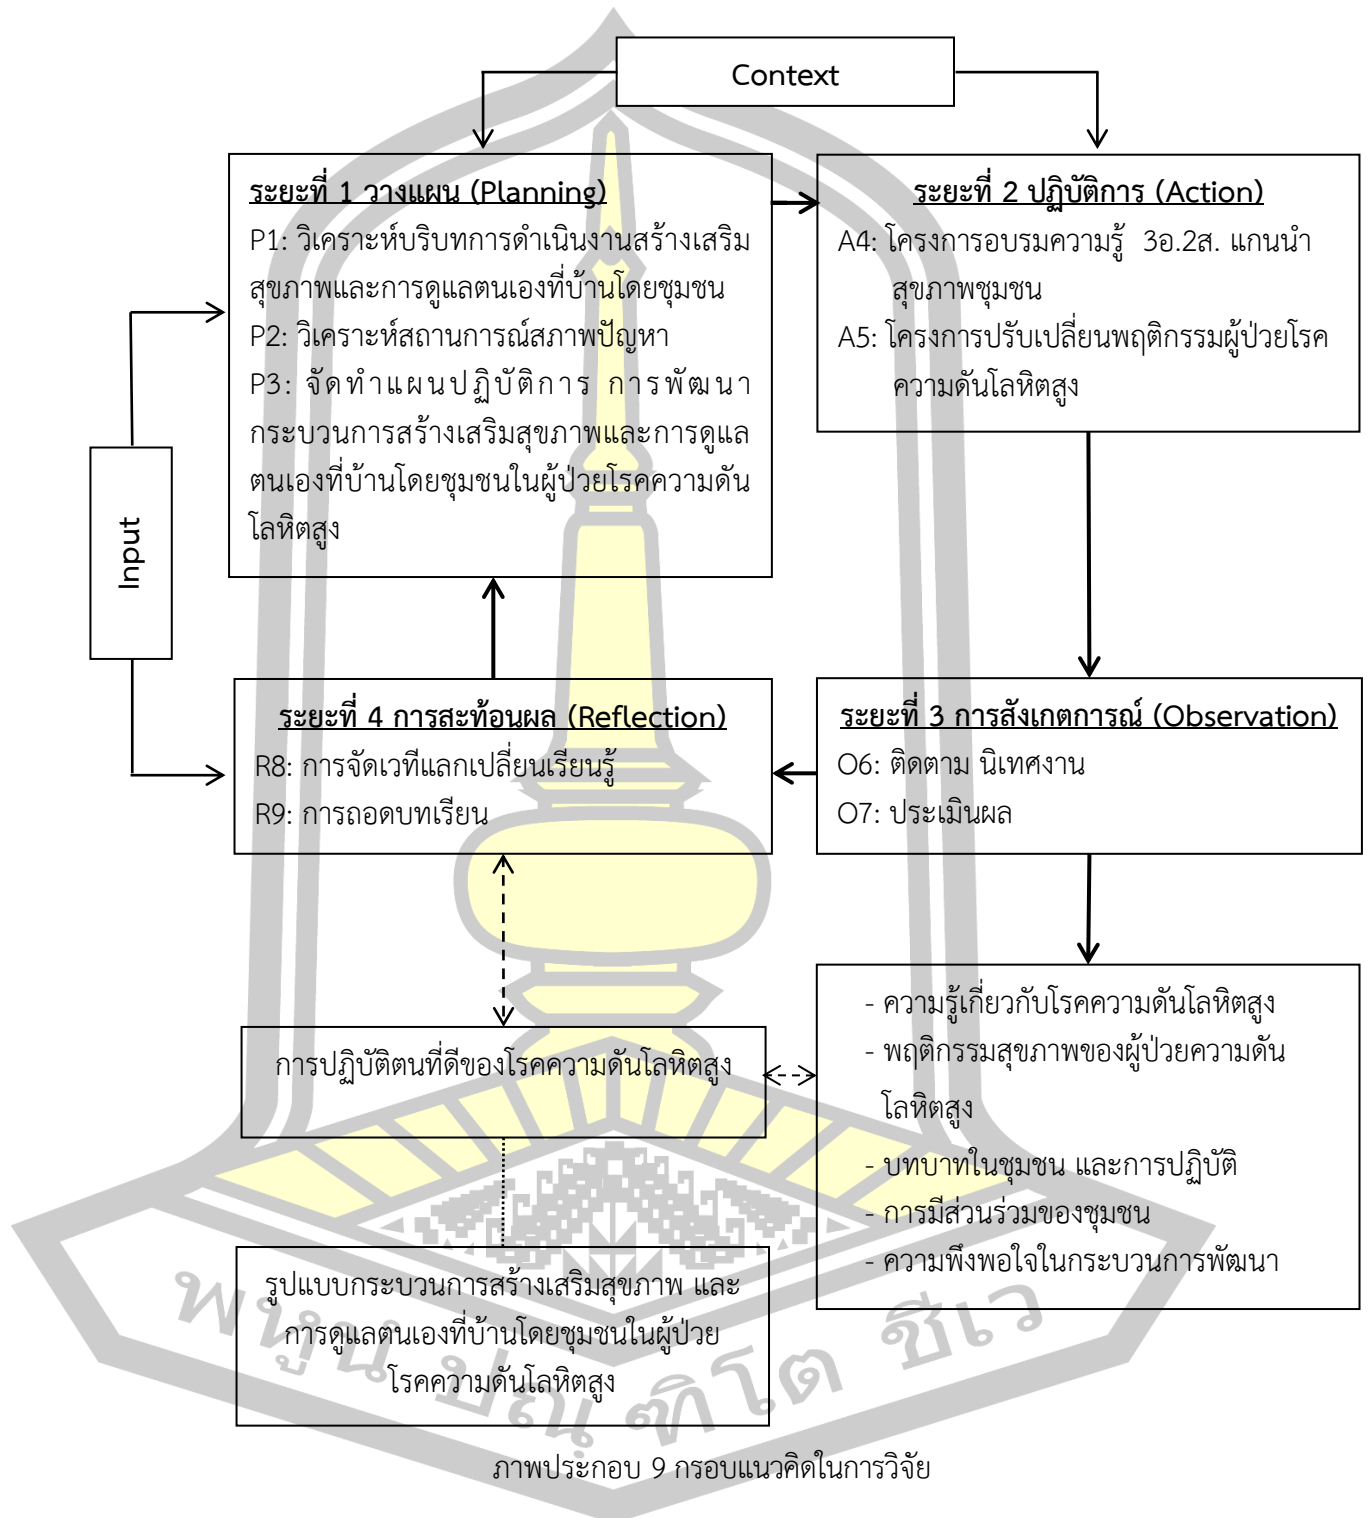 Context
ระยะที่ 1 วางแผน (Planning)
P1: วิเคราะห์บริบทการดำเนินงานสร้างเสริม
สุขภาพและการดูแลตนเองที่บ้านโดยชุมชน
P2: วิเคราะห์สถานการณ์สภาพปัญหา
P3: จัดทำแผนปฏิบัติการ การพัฒนา
กระบวนการสร้างเสริมสุขภาพและการดูแล
ตนเองที่บ้านโดยชุมชนในผู้ป่วยโรคความดัน
โลหิตสูง
ระยะที่ 2 ปฏิบัติการ (Action)
A4: โครงการอบรมความรู้ 3อ.2ส. แกนนำ
สุขภาพชุมชน
A5: โครงการปรับเปลี่ยนพฤติกรรมผู้ป่วยโรค
ความดันโลหิตสูง
Input
ระยะที่ 4 การสะท้อนผล (Reflection)
R8: การจัดเวทีแลกเปลี่ยนเรียนรู้
R9: การถอดบทเรียน
ระยะที่ 3 การสังเกตการณ์ (Observation)
O6: ติดตาม นิเทศงาน
O7: ประเมินผล
การปฏิบัติตนที่ดีของโรคความดันโลหิตสูง
- ความรู้เกี่ยวกับโรคความดันโลหิตสูง
- พฤติกรรมสุขภาพของผู้ป่วยความดัน
โลหิตสูง
- บทบาทในชุมชน และการปฏิบัติ
- การมีส่วนร่วมของชุมชน
- ความพึงพอใจในกระบวนการพัฒนา
รูปแบบกระบวนการสร้างเสริมสุขภาพ และ
การดูแลตนเองที่บ้านโดยชุมชนในผู้ป่วย
โรคความดันโลหิตสูง
พหูนํ ปณฺฑิโต ชีเว
ภาพประกอบ 9 กรอบแนวคิดในการวิจัย